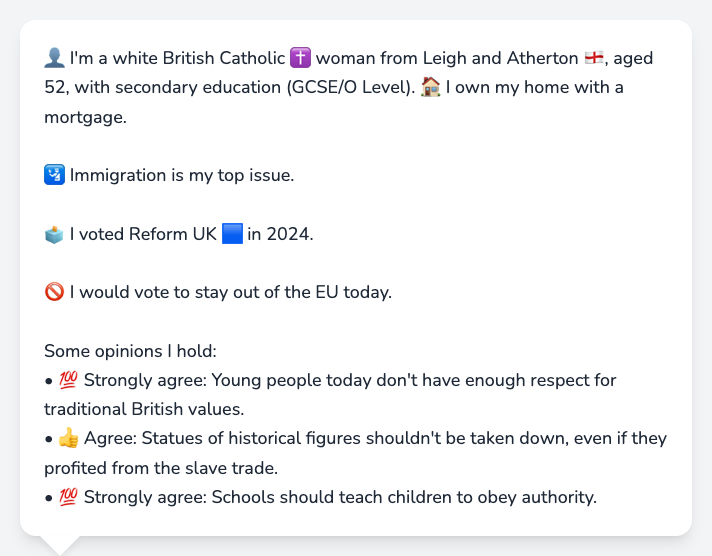 👤 I'm a white British Catholic ✝️ woman from Leigh and Atherton 🏴󠁧󠁢󠁥󠁮󠁧󠁿, aged
52, with secondary education (GCSE/O Level). 🏠 I own my home with a
mortgage.
🛂 Immigration is my top issue.
🗳️ I voted Reform UK 🟦 in 2024.
🚫 I would vote to stay out of the EU today.
Some opinions I hold:
• 💯 Strongly agree: Young people today don't have enough respect for
traditional British values.
• 👍 Agree: Statues of historical figures shouldn't be taken down, even if they
profited from the slave trade.
• 💯 Strongly agree: Schools should teach children to obey authority.